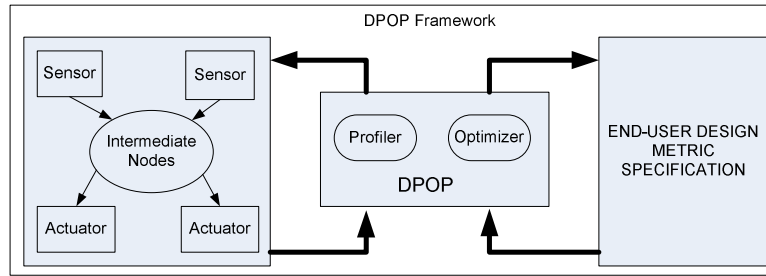 DPOP Framework
Sensor
Sensor
Intermediate
Nodes
Actuator
Actuator
Profiler
Optimizer
DPOP
END-USER DESIGN
METRIC
SPECIFICATION